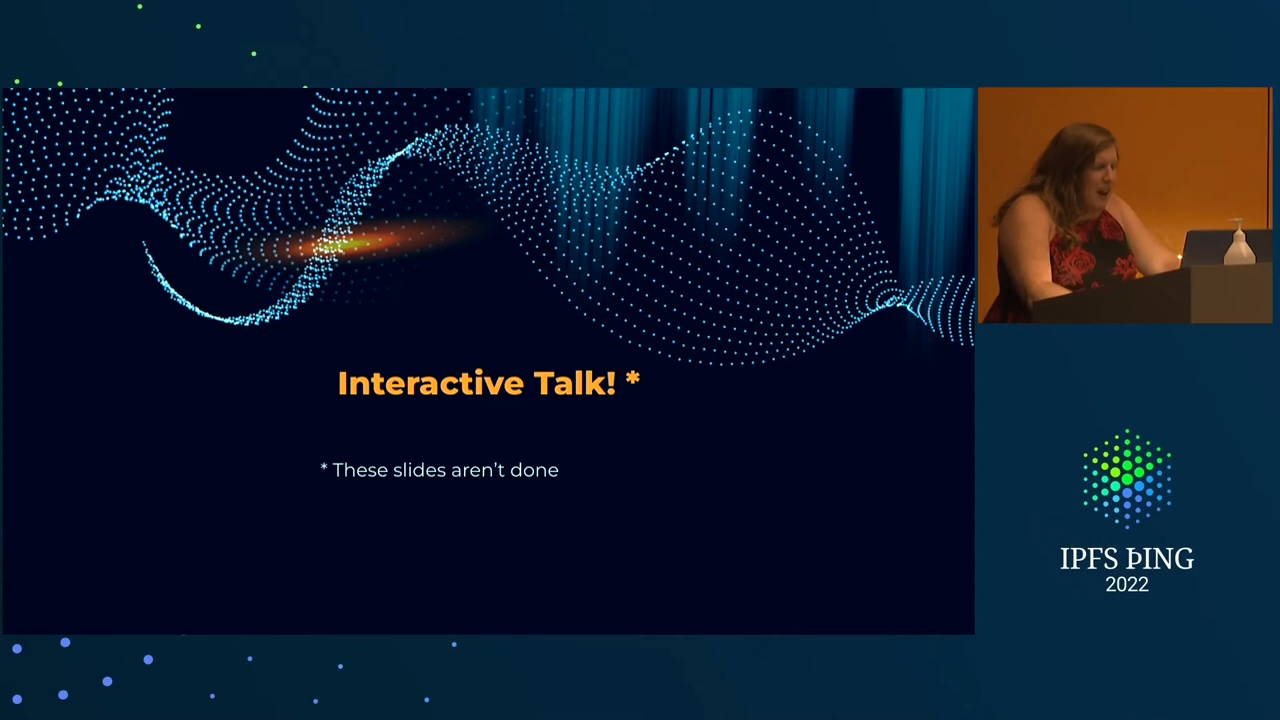 Interactive Talk! *
* These slides aren't done
IPFS ÞING
2022